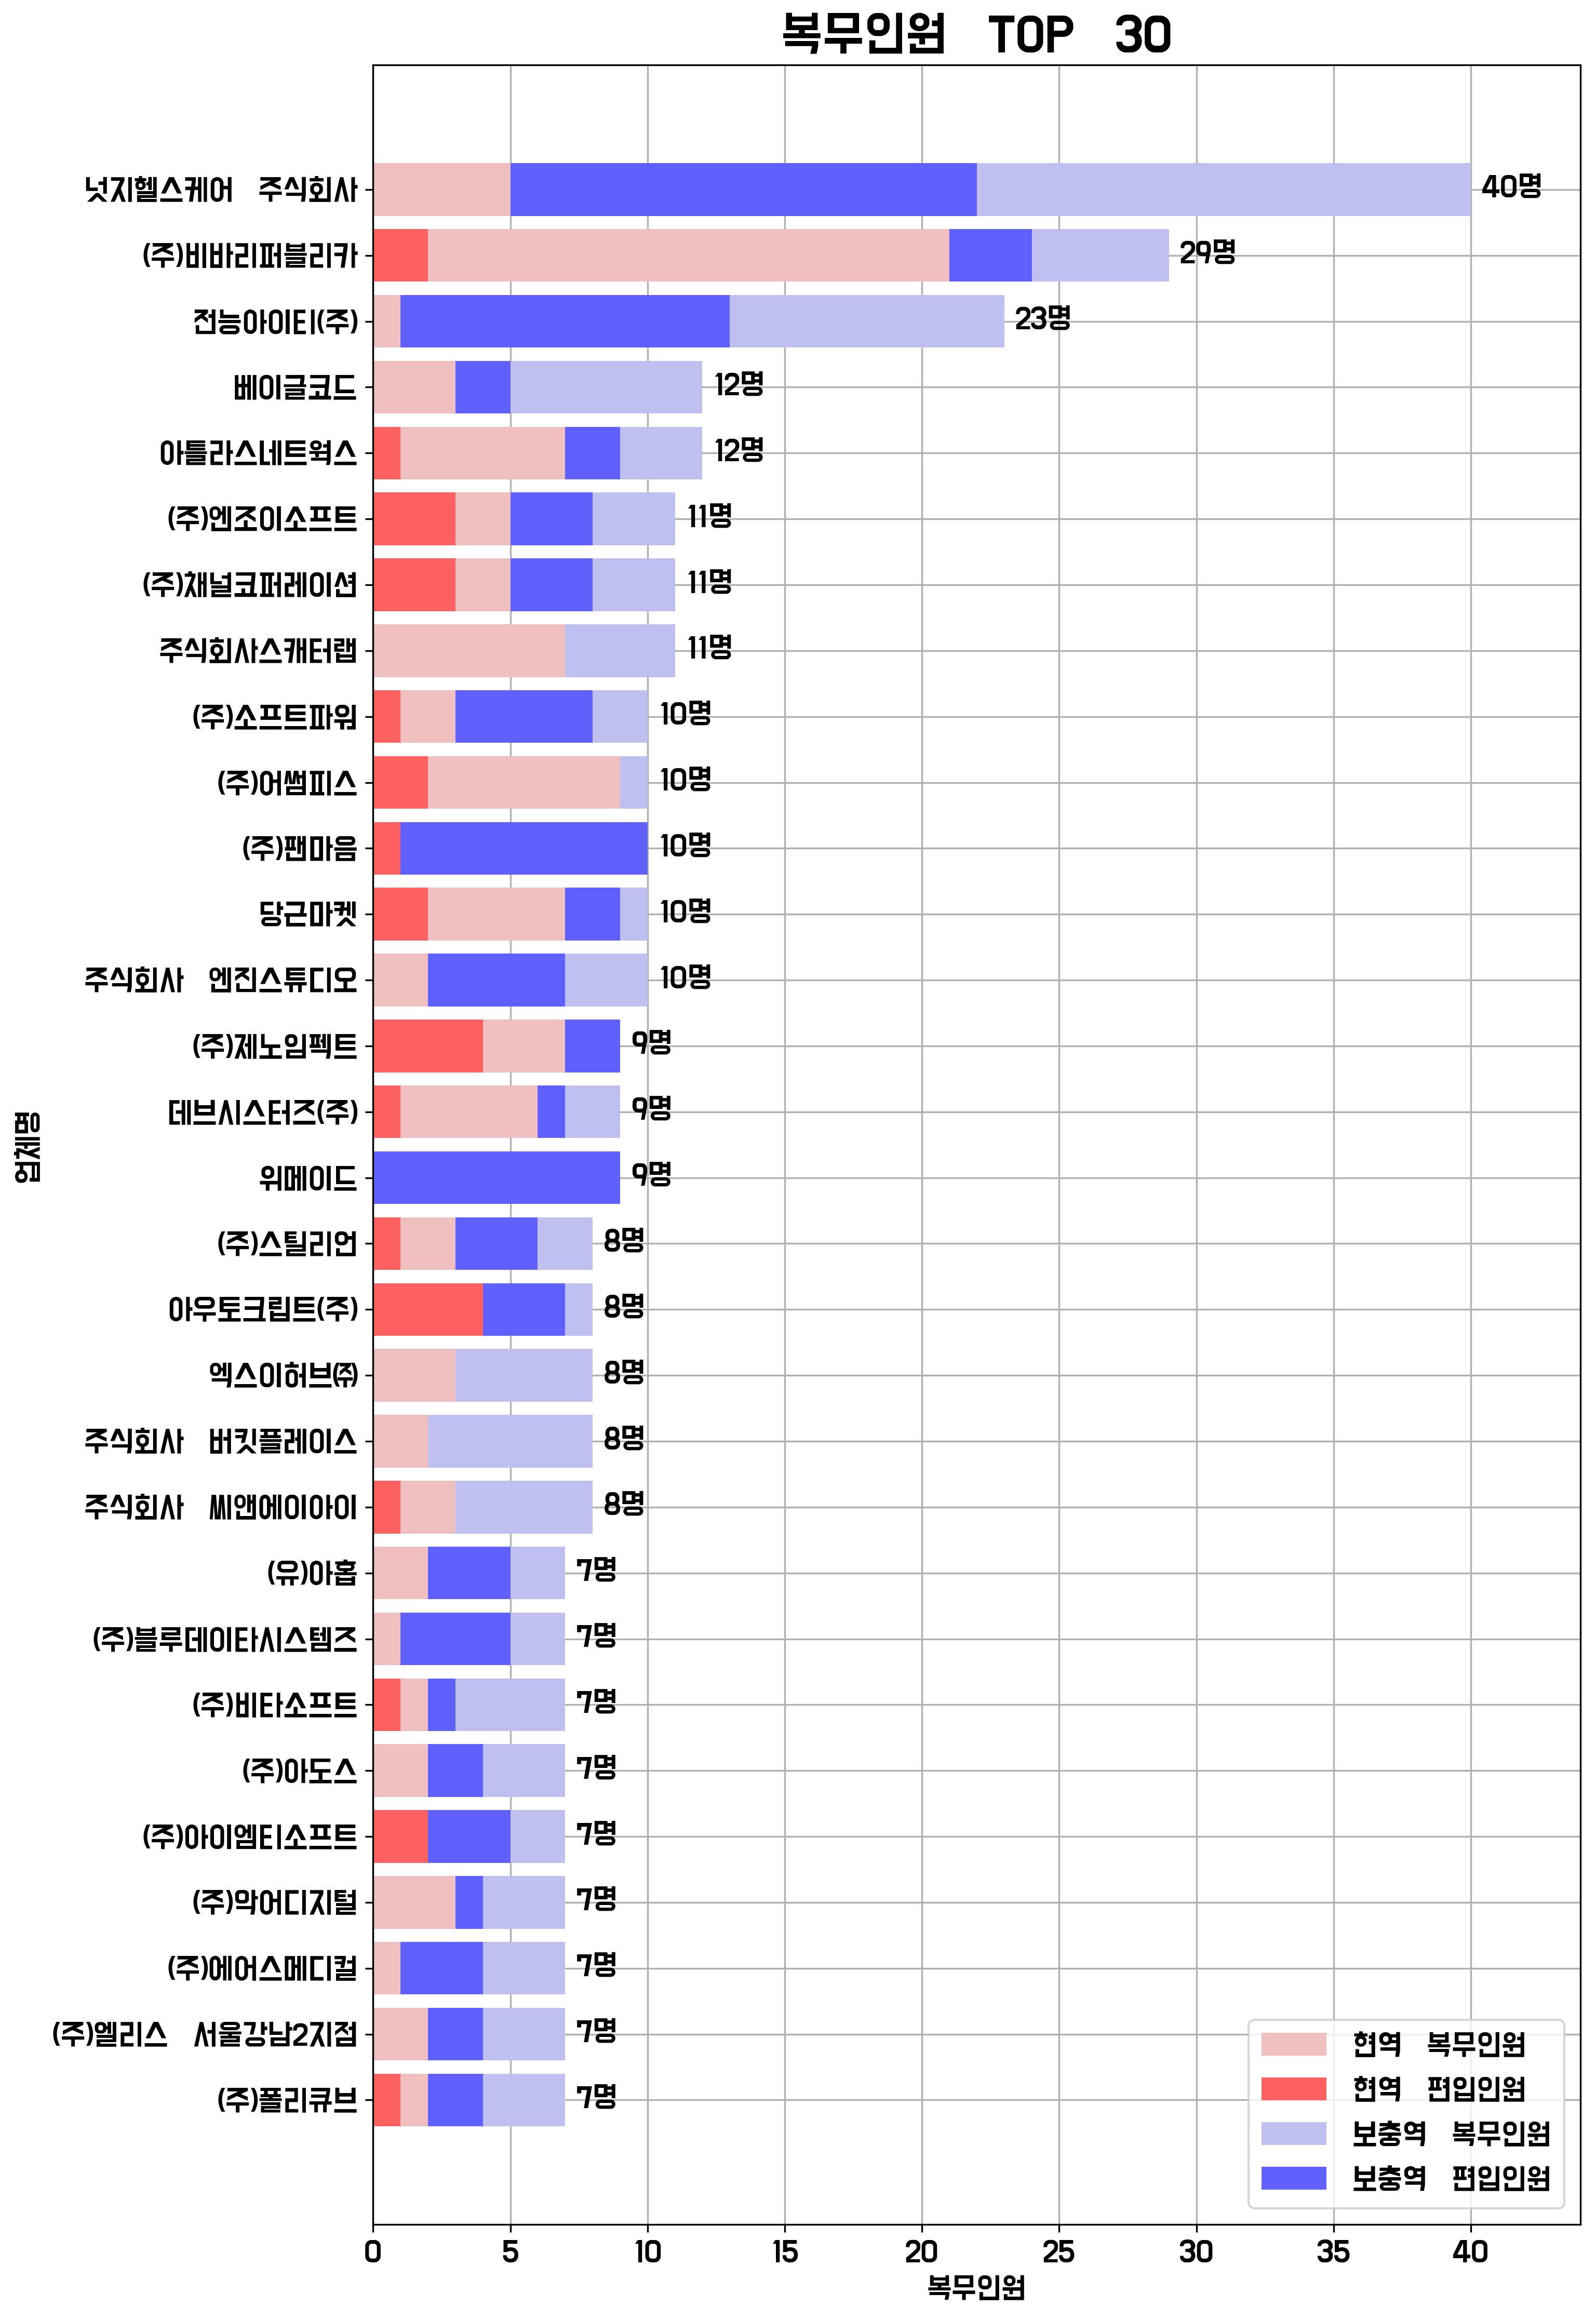 복무인원 TOP 30
넛지헬스케어 주식회사 40명
(주)비바리퍼블리카 29명
전능아이티(주) 23명
베이글코드 12명
아틀라스네트웍스 12명
(주)엔조이소프트 11명
(주)채널코퍼레이션 11명
주식회사스캐터랩 11명
(주)소프트파워 10명
(주)어썸피스 10명
(주)팬마음 10명
당근마켓 10명
주식회사 엔진스튜디오 10명
(주)제노임펙트 9명
데브시스터즈(주) 9명
위메이드 9명
(주)스틸리언 8명
아우토크립트(주) 8명
엑스이허브㈜ 8명
주식회사 버킷플레이스 8명
주식회사 씨앤에이아이 8명
(유)아홉 7명
(주)블루데이타시스템즈 7명
(주)비타소프트 7명
(주)아도스 7명
(주)아이엠티소프트 7명
(주)악어디지털 7명
(주)에어스메디컬 7명
(주)엘리스 서울강남2지점 7명
(주)폴리큐브 7명
업체명
현역 복무인원
현역 편입인원
보충역 복무인원
보충역 편입인원
0 5 10 15 20 25 30 35 40
복무인원